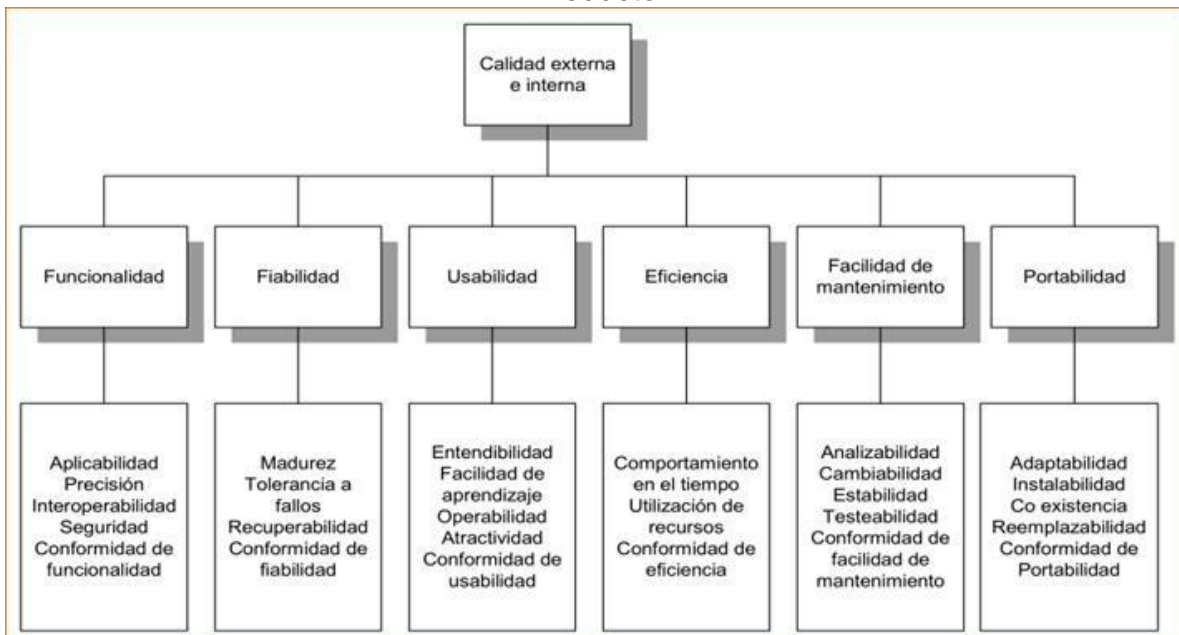 Calidad externa
e interna
Funcionalidad
Fiabilidad
Usabilidad
Eficiencia
Facilidad de
mantenimiento
Portabilidad
Aplicabilidad
Precisión
Interoperabilidad
Seguridad
Conformidad de
funcionalidad
Madurez
Tolerancia a
fallos
Recuperabilidad
Conformidad de
fiabilidad
Entendibilidad
Facilidad de
aprendizaje
Operabilidad
Atractividad
Conformidad de
usabilidad
Comportamiento
en el tiempo
Utilización de
recursos
Conformidad de
eficiencia
Analizabilidad
Cambiabilidad
Estabilidad
Testeabilidad
Conformidad de
facilidad de
mantenimiento
Adaptabilidad
Instalabilidad
Co existencia
Reemplazabilidad
Conformidad de
Portabilidad